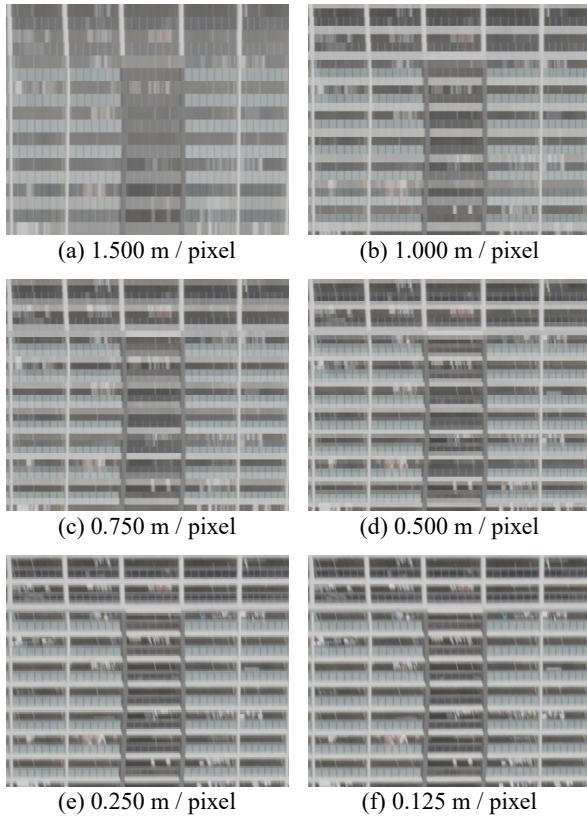 (a) 1.500 m / pixel
(b) 1.000 m / pixel
(c) 0.750 m / pixel
(d) 0.500 m / pixel
(e) 0.250 m / pixel
(f) 0.125 m / pixel